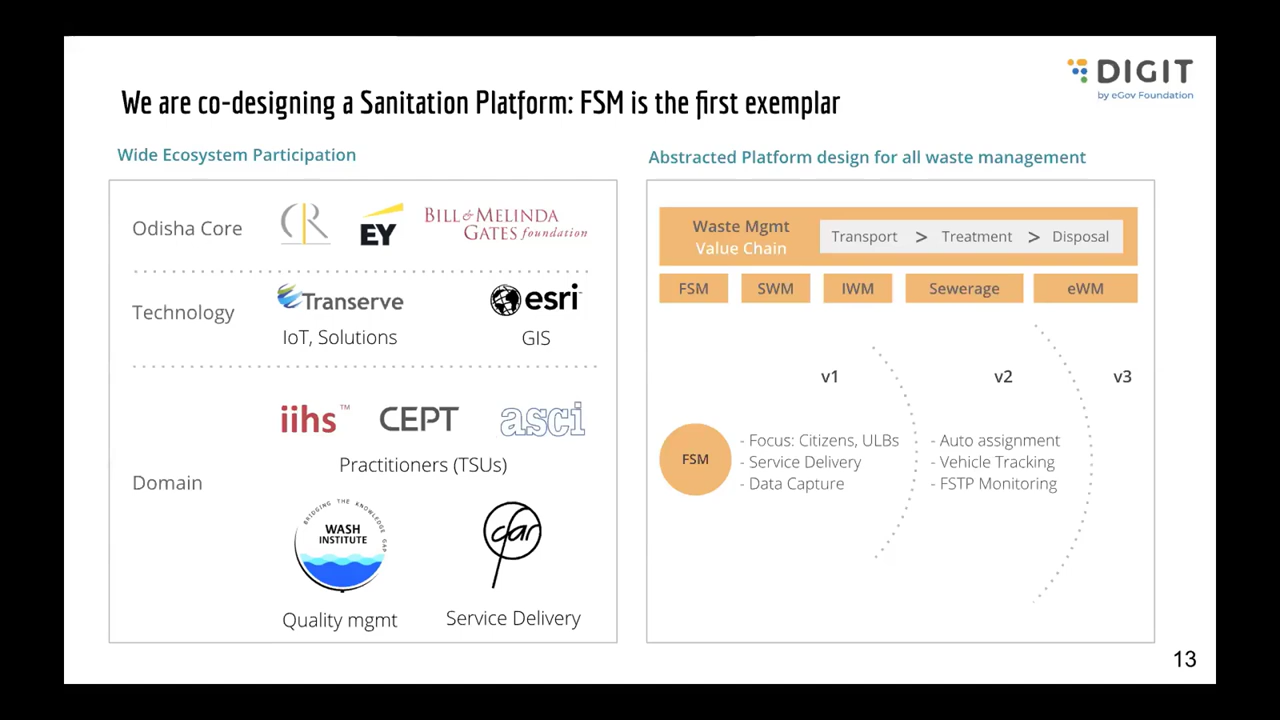 DIGIT
by eGov Foundation
We are co-designing a Sanitation Platform: FSM is the first exemplar
Wide Ecosystem Participation
Odisha Core
CR
EY
BILL & MELINDA
GATES foundation
Technology
Transerve
IoT, Solutions
esri
GIS
Domain
iihs™
CEPT
asci
Practitioners (TSUs)
BRIDGING THE KNOWLEDGE GAP
WASH
INSTITUTE
Quality mgmt
cfar
Service Delivery
Abstracted Platform design for all waste management
Waste Mgmt
Value Chain
Transport > Treatment > Disposal
FSM SWM IWM Sewerage eWM
v1 v2 v3
FSM
- Focus: Citizens, ULBs
- Service Delivery
- Data Capture
- Auto assignment
- Vehicle Tracking
- FSTP Monitoring
13